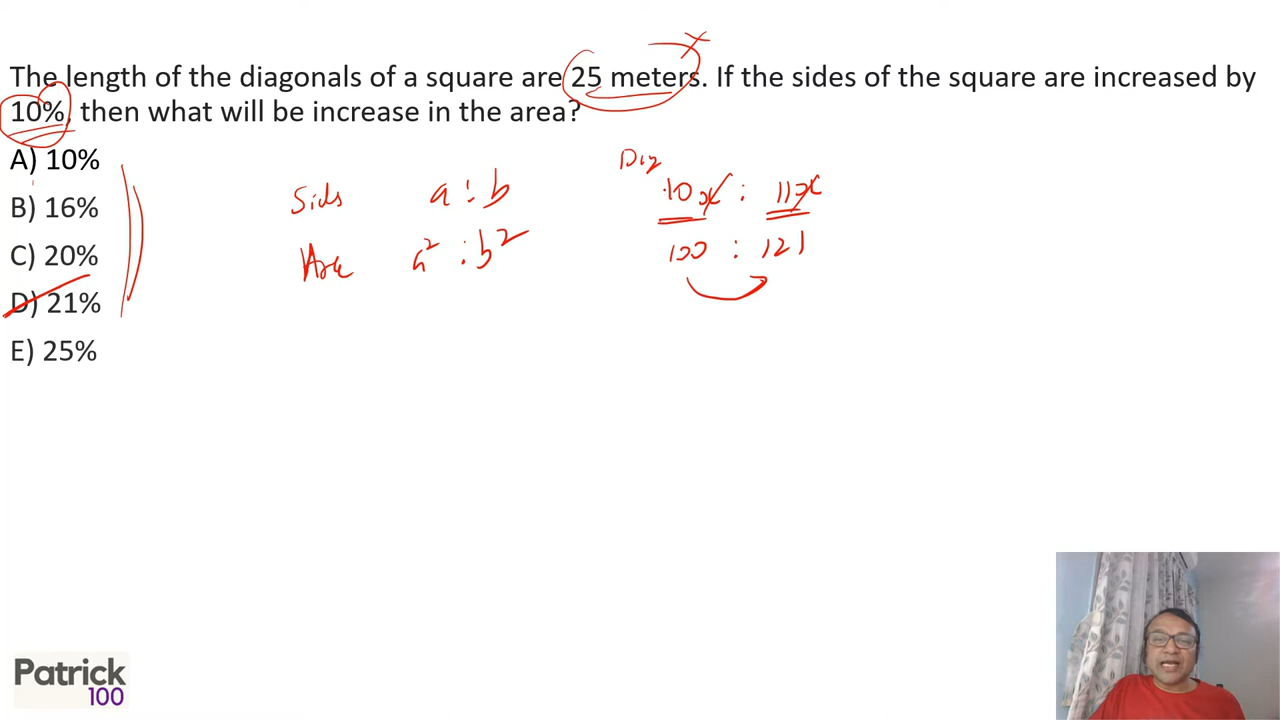 The length of the diagonals of a square are 25 meters. If the sides of the square are increased by
10%, then what will be increase in the area?
A) 10%
B) 16%
C) 20%
D) 21%
E) 25%
Sids a : b
a² : b²
10x : 11x
100 : 121
Patrick
100